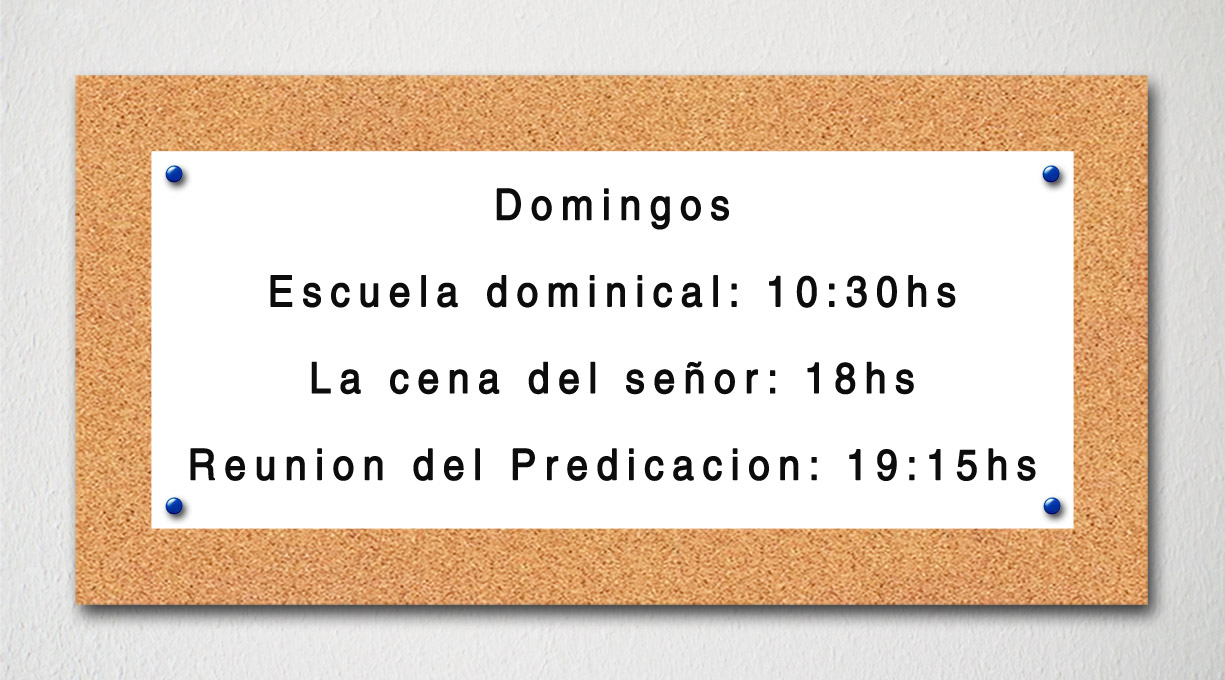 Domingos
Escuela dominical: 10:30hs
La cena del señor: 18hs
Reunion del Predicacion: 19:15hs